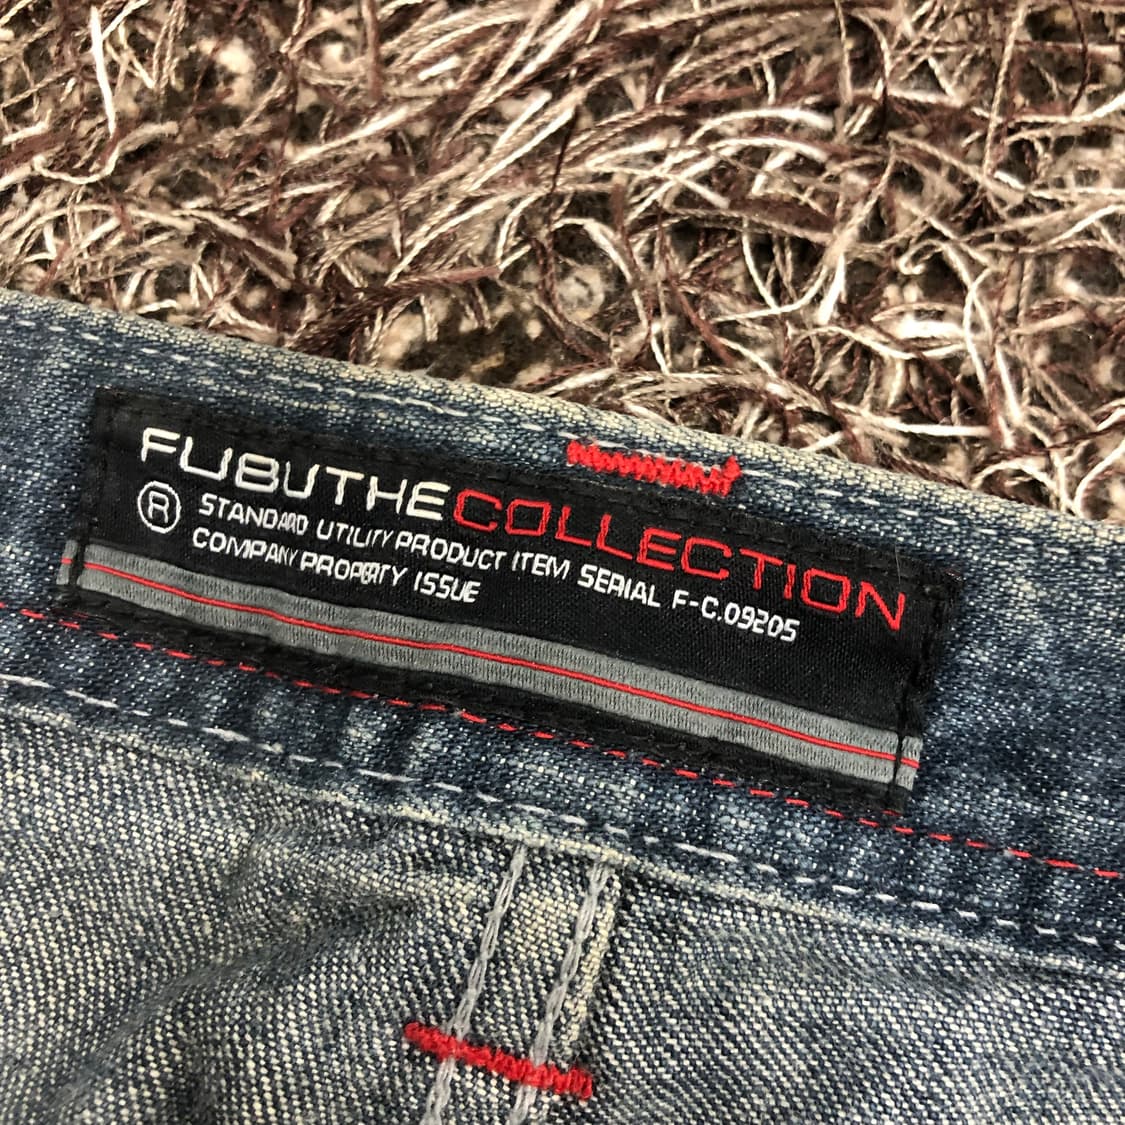 FUBUTHECOLLECTION
® STANDARD UTILITY PRODUCT ITEM SERIAL F-C.09205
COMPANY PROPERTY ISSUE